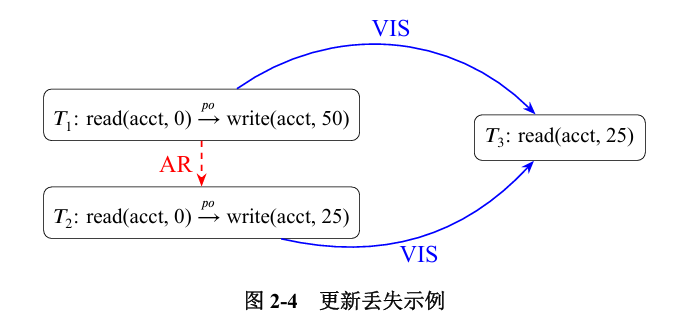 VIS
T₁: read(acct, 0) —po→ write(acct, 50)
T₃: read(acct, 25)
AR
T₂: read(acct, 0) —po→ write(acct, 25)
VIS
图 2-4 更新丢失示例